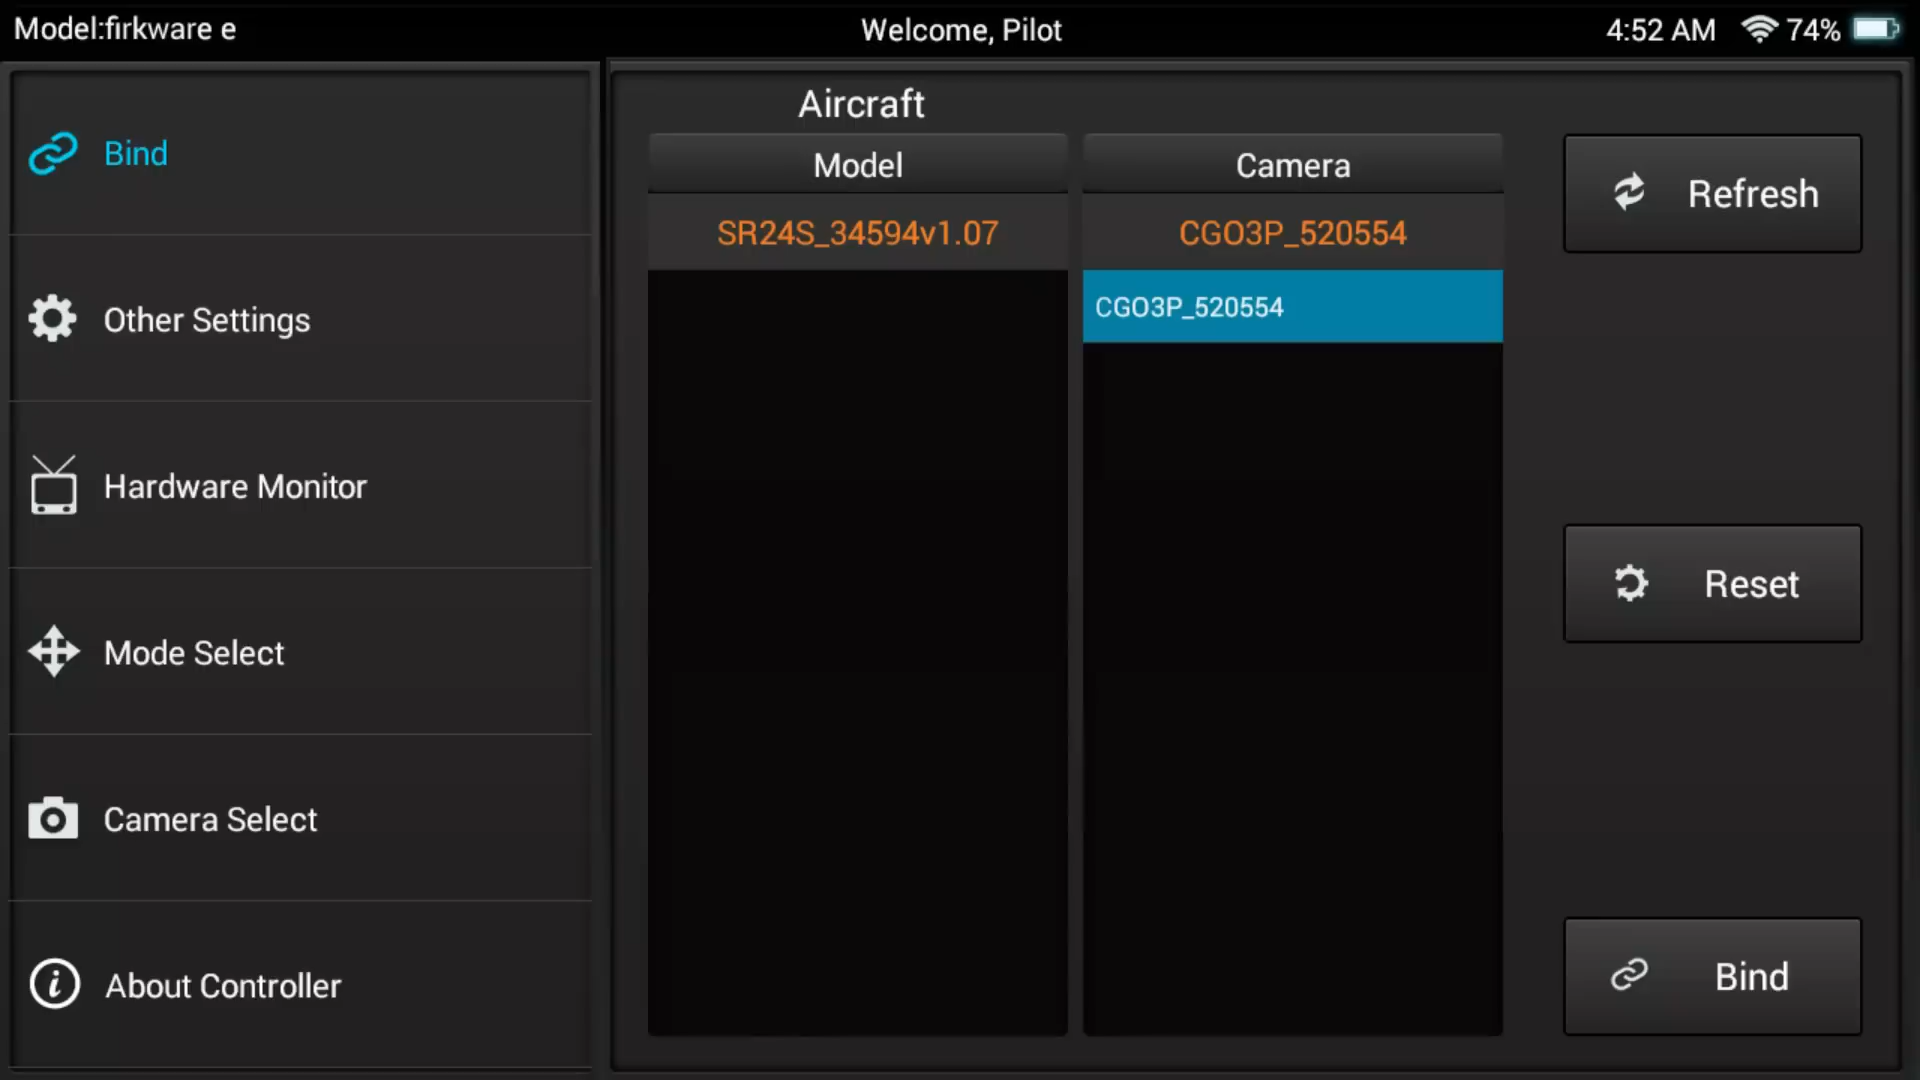 Model:firkware e
Welcome, Pilot
4:52 AM 74%
Bind
Other Settings
Hardware Monitor
Mode Select
Camera Select
About Controller
Aircraft
Model
Camera
SR24S_34594v1.07
CGO3P_520554
CGO3P_520554
Refresh
Reset
Bind